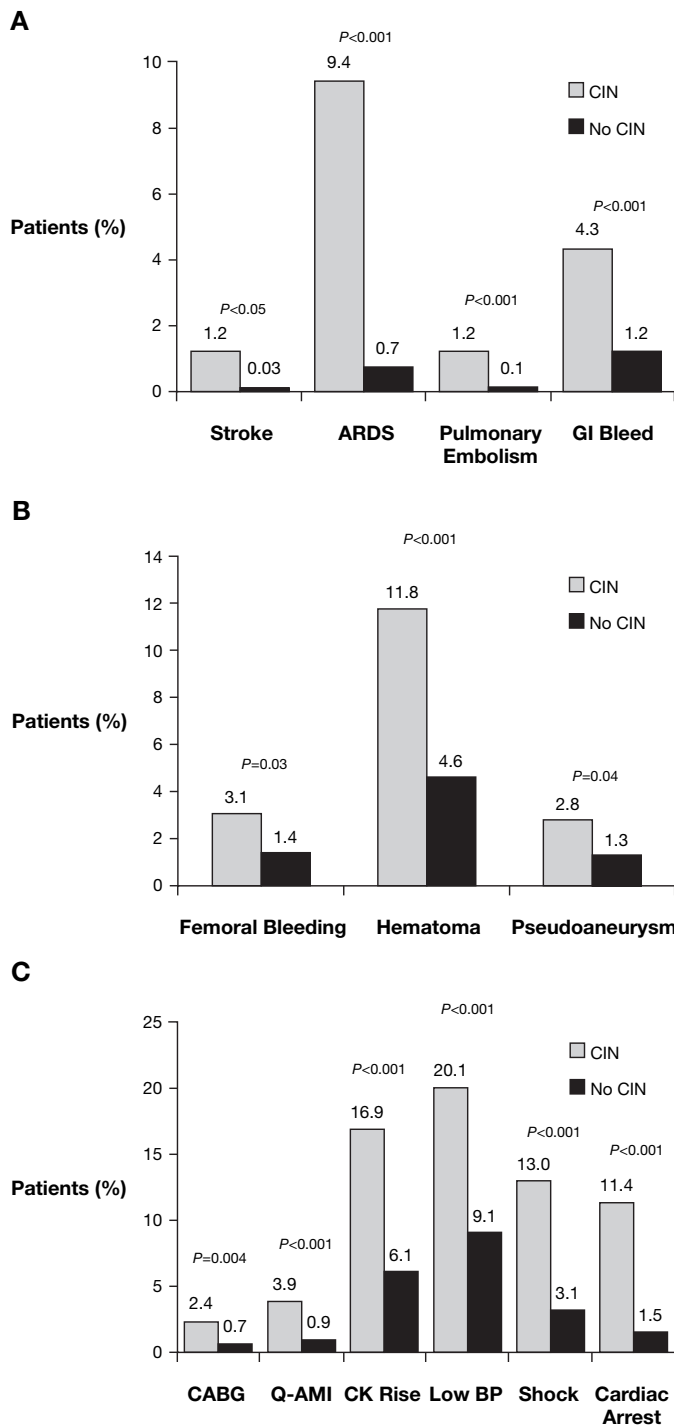 A
P<0.001
10
9.4
CIN
No CIN
8
6
Patients (%)
P<0.001
4.3
4
P<0.05
P<0.001
2
1.2
0.03
0.7
1.2
0.1
1.2
0
Stroke
ARDS
Pulmonary
Embolism
GI Bleed
B
P<0.001
14
11.8
CIN
No CIN
12
10
8
Patients (%)
6
P=0.03
4.6
P=0.04
4
3.1
2.8
1.4
1.3
2
0
Femoral Bleeding
Hematoma
Pseudoaneurysm
C
25
P<0.001
CIN
No CIN
P<0.001
20.1
20
16.9
P<0.001
P<0.001
15
13.0
11.4
Patients (%)
10
9.1
P=0.004
P<0.001
6.1
5
2.4
0.7
3.9
0.9
3.1
1.5
0
CABG
Q-AMI
CK Rise
Low BP
Shock
Cardiac
Arrest